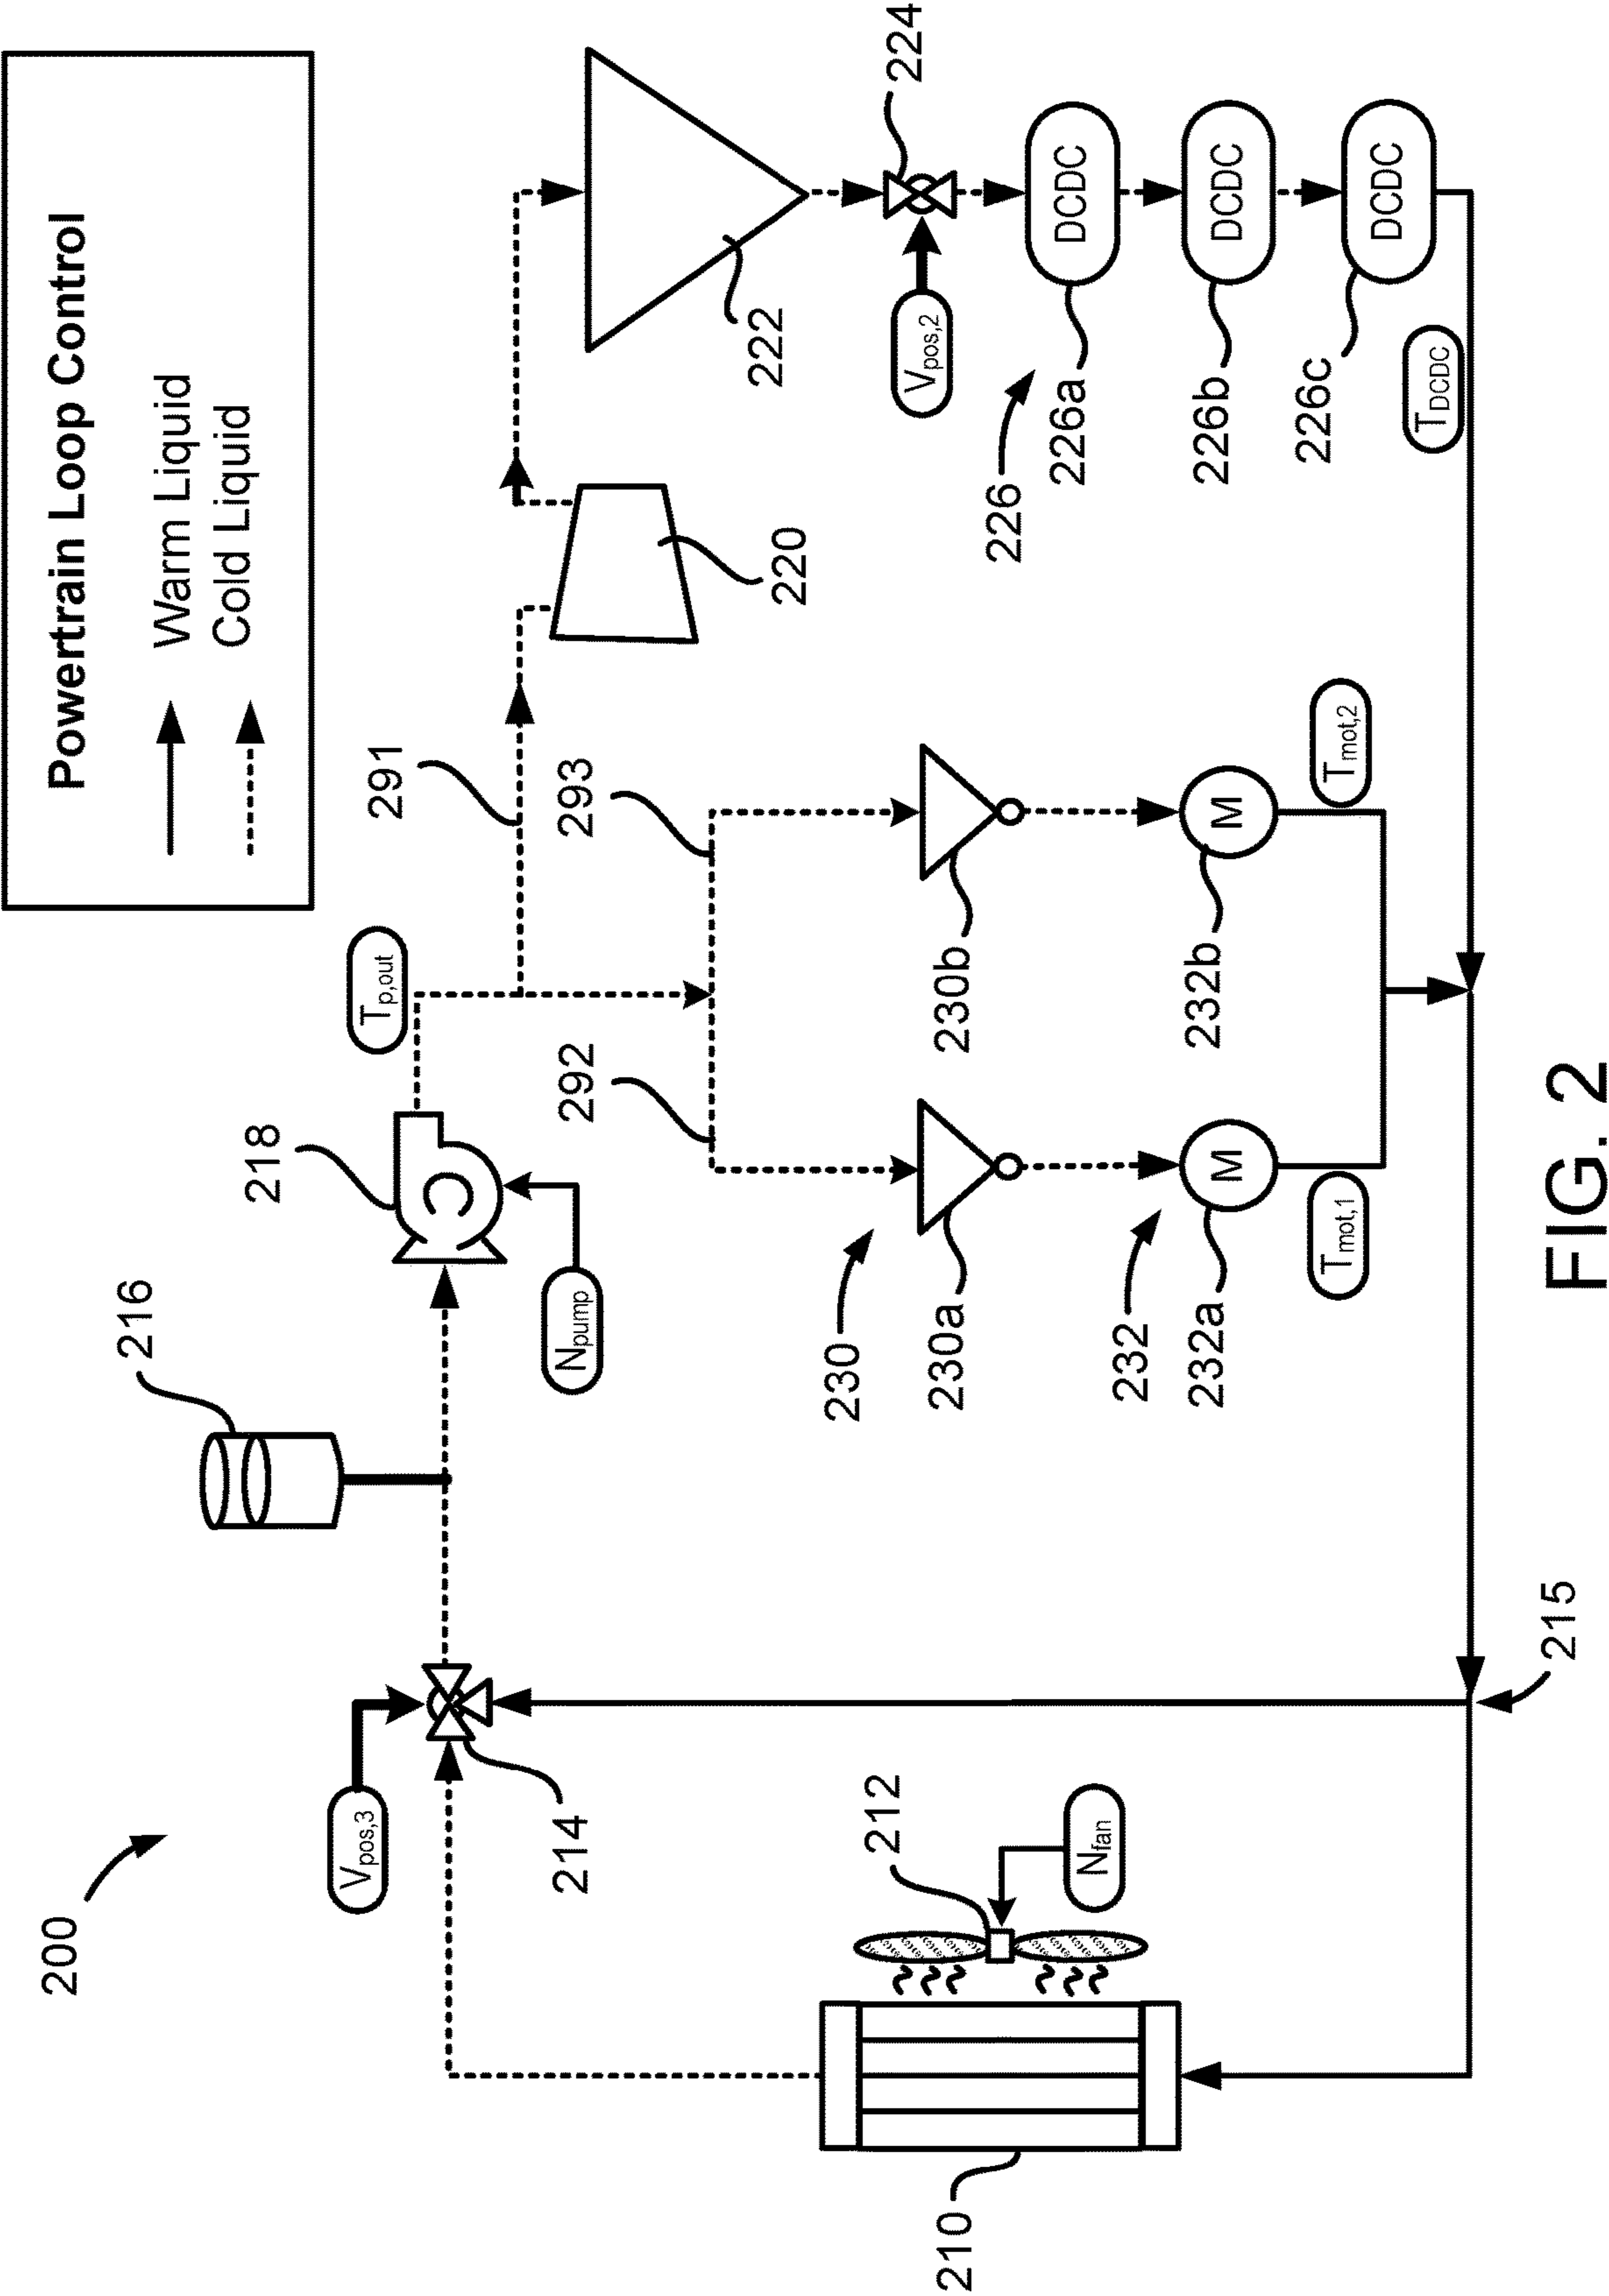 Powertrain Loop Control
Warm Liquid
Cold Liquid
200
216
218
Tp,out
291
Vpos,3
214
Npump
292
293
220
222
224
Vpos,2
212
Nfan
210
230
230a
230b
232
232a
232b
Tmot,1
Tmot,2
226
226a
226b
226c
DCDC
DCDC
DCDC
M
M
TDCDC
215
FIG. 2